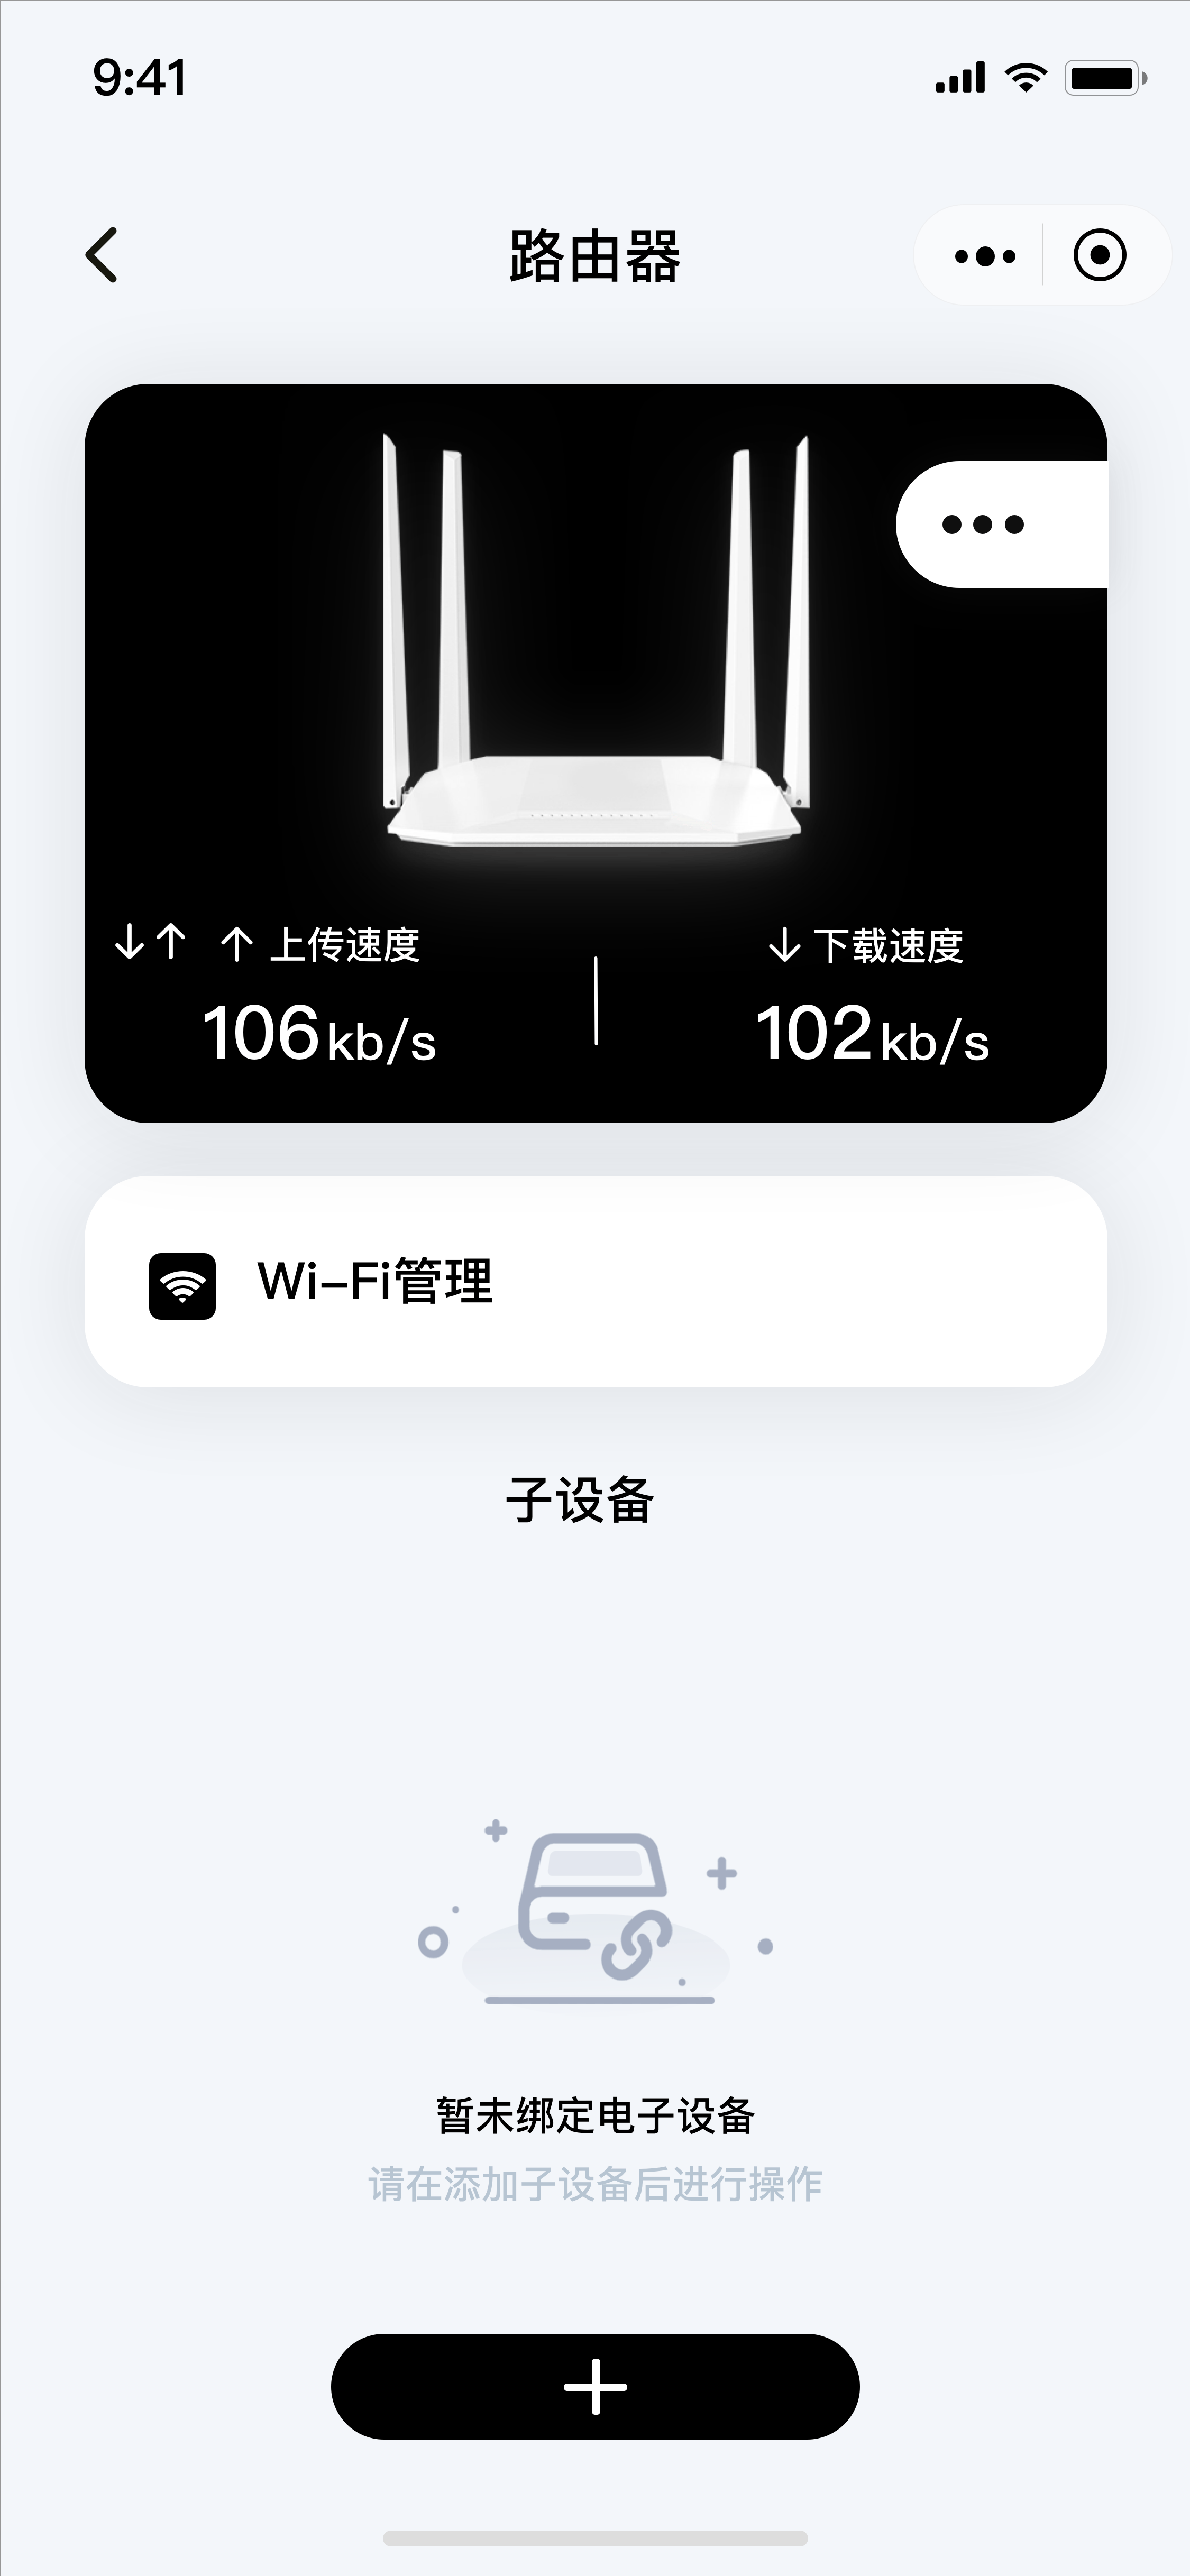 9:41
路由器
上传速度
下载速度
106kb/s
102kb/s
Wi–Fi管理
子设备
暂未绑定电子设备
请在添加子设备后进行操作